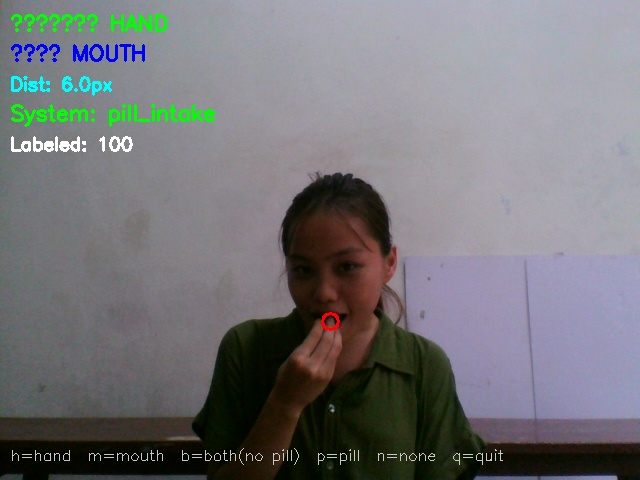 ??????? HAND
???? MOUTH
Dist: 6.0px
System: pill_intake
Labeled: 100
h=hand m=mouth b=both(no pill) p=pill n=none q=quit